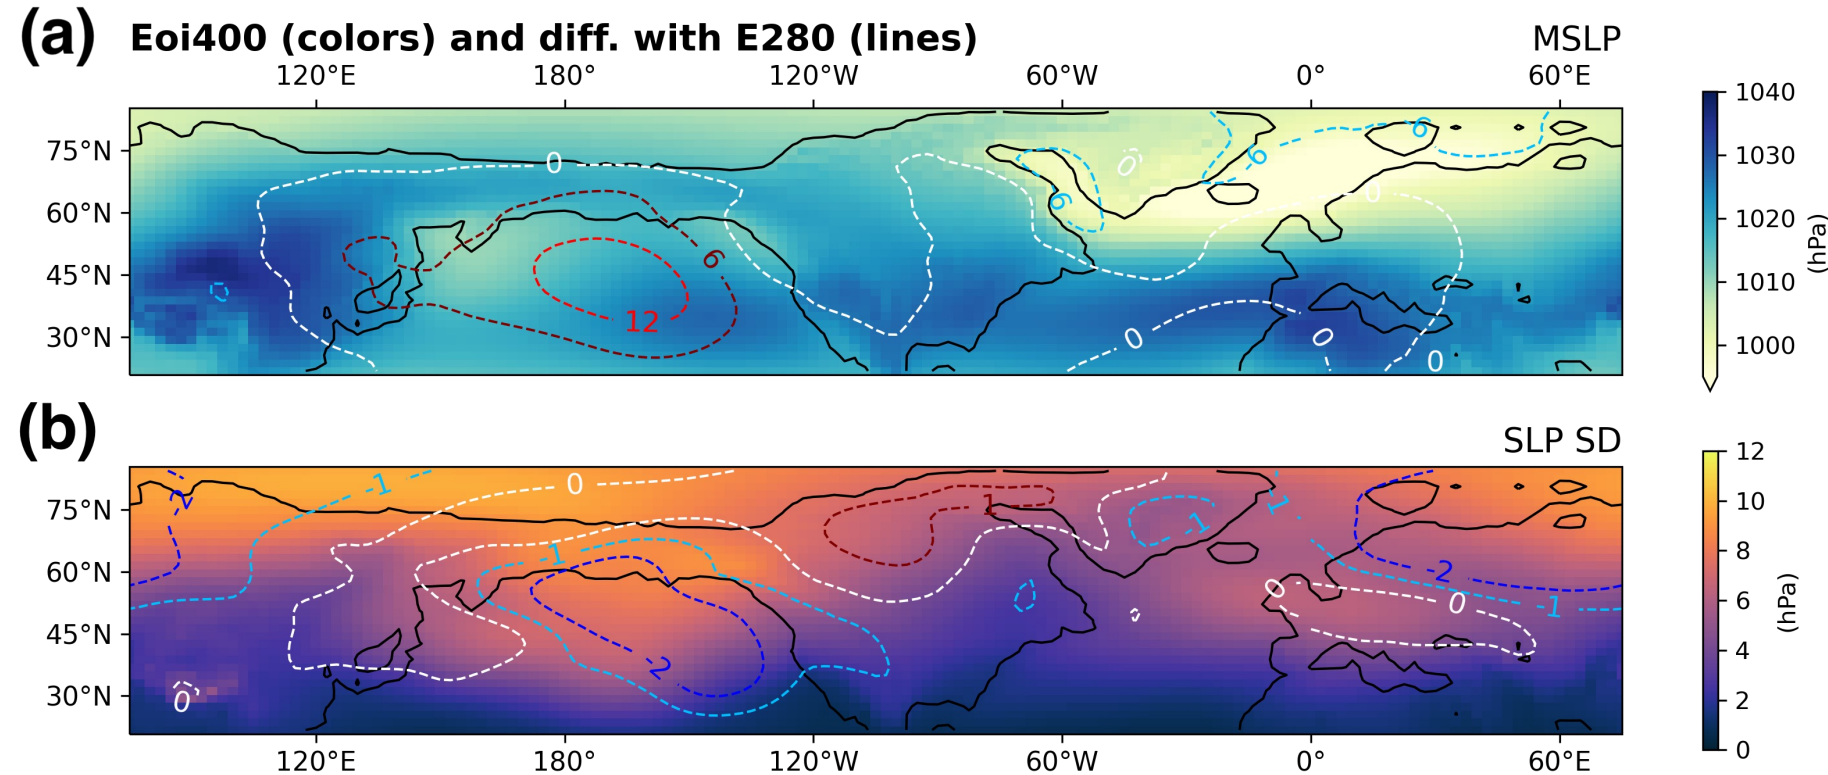 (a) Eoi400 (colors) and diff. with E280 (lines) MSLP
120°E 180° 120°W 60°W 0° 60°E
75°N
60°N
45°N
30°N
0 6 12 0 6 0 6 6 0 0 0 0
1040
1030
1020
1010
1000
(hPa)
(b) SLP SD
75°N
60°N
45°N
30°N
-2 -1 0 -1 -2 1 -1 -1 -2 -1 0 0 0
12
10
8
6
4
2
0
(hPa)
120°E 180° 120°W 60°W 0° 60°E